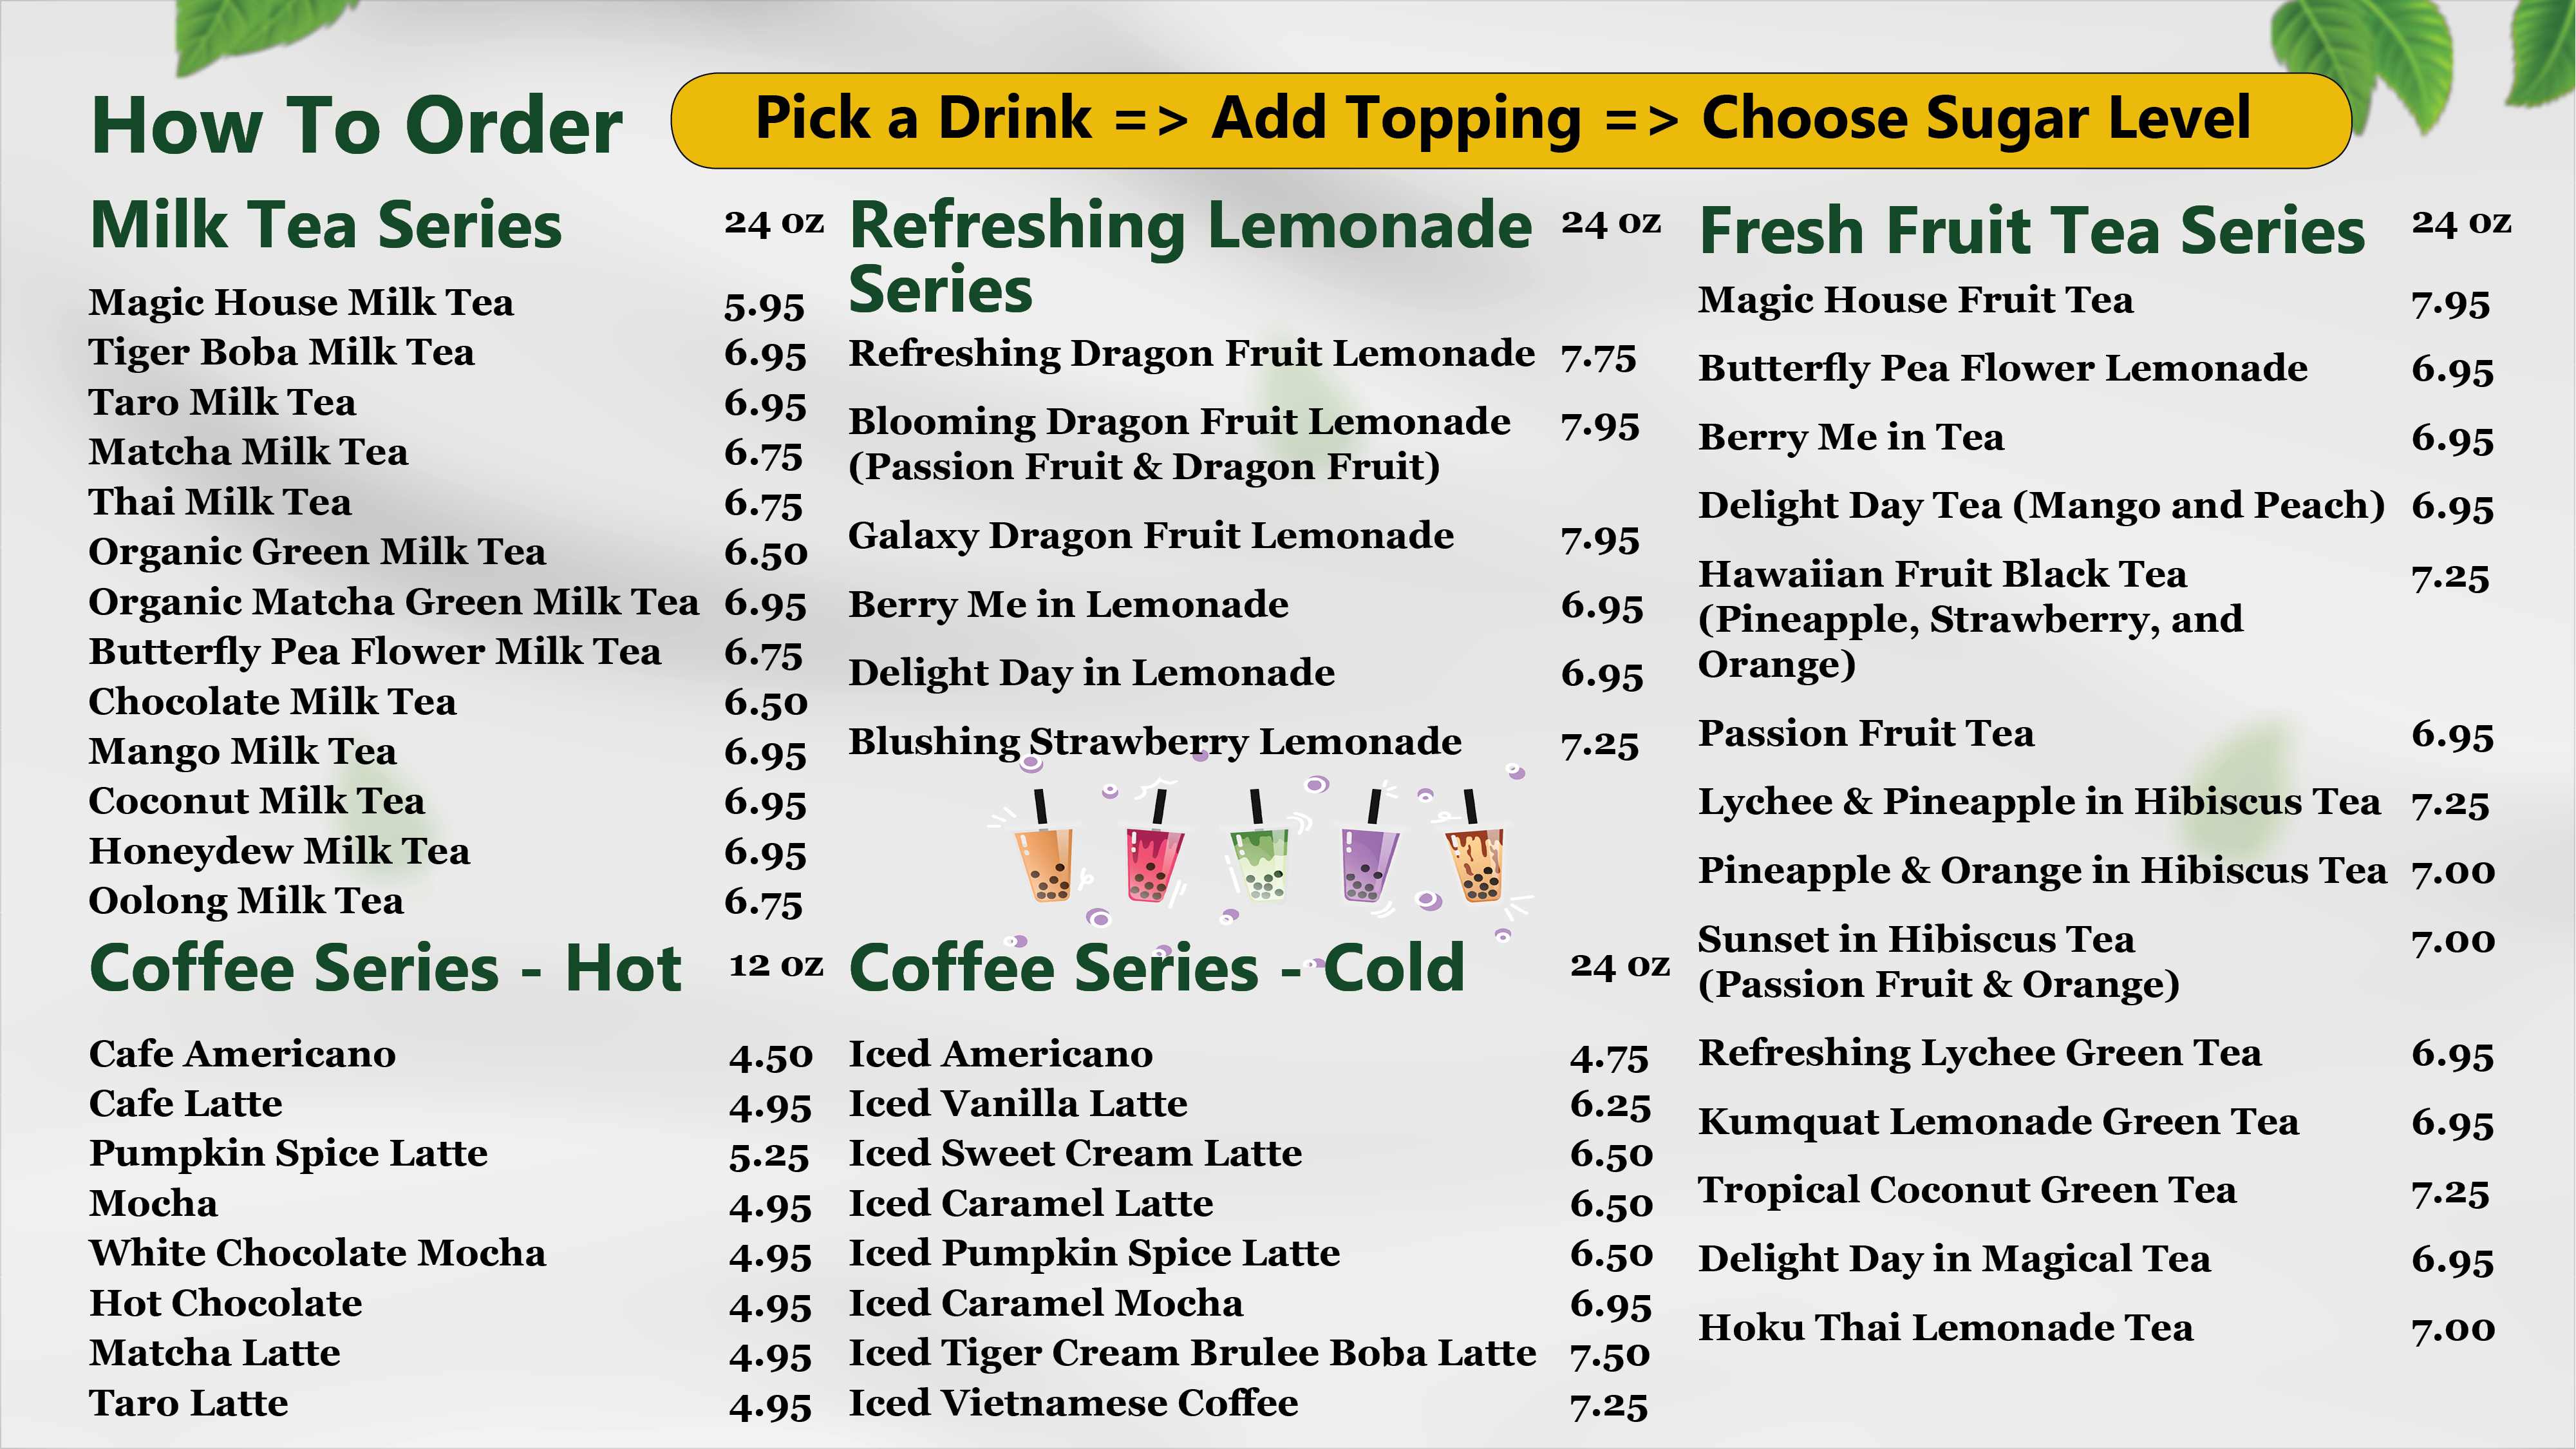 How To Order
Pick a Drink => Add Topping => Choose Sugar Level
Milk Tea Series 24 oz
Magic House Milk Tea 5.95
Tiger Boba Milk Tea 6.95
Taro Milk Tea 6.95
Matcha Milk Tea 6.75
Thai Milk Tea 6.75
Organic Green Milk Tea 6.50
Organic Matcha Green Milk Tea 6.95
Butterfly Pea Flower Milk Tea 6.75
Chocolate Milk Tea 6.50
Mango Milk Tea 6.95
Coconut Milk Tea 6.95
Honeydew Milk Tea 6.95
Oolong Milk Tea 6.75
Coffee Series - Hot 12 oz
Cafe Americano 4.50
Cafe Latte 4.95
Pumpkin Spice Latte 5.25
Mocha 4.95
White Chocolate Mocha 4.95
Hot Chocolate 4.95
Matcha Latte 4.95
Taro Latte 4.95
Refreshing Lemonade 24 oz
Series
Refreshing Dragon Fruit Lemonade 7.75
Blooming Dragon Fruit Lemonade 7.95
(Passion Fruit & Dragon Fruit)
Galaxy Dragon Fruit Lemonade 7.95
Berry Me in Lemonade 6.95
Delight Day in Lemonade 6.95
Blushing Strawberry Lemonade 7.25
Coffee Series - Cold 24 oz
Iced Americano 4.75
Iced Vanilla Latte 6.25
Iced Sweet Cream Latte 6.50
Iced Caramel Latte 6.50
Iced Pumpkin Spice Latte 6.50
Iced Caramel Mocha 6.95
Iced Tiger Cream Brulee Boba Latte 7.50
Iced Vietnamese Coffee 7.25
Fresh Fruit Tea Series 24 oz
Magic House Fruit Tea 7.95
Butterfly Pea Flower Lemonade 6.95
Berry Me in Tea 6.95
Delight Day Tea (Mango and Peach) 6.95
Hawaiian Fruit Black Tea 7.25
(Pineapple, Strawberry, and
Orange)
Passion Fruit Tea 6.95
Lychee & Pineapple in Hibiscus Tea 7.25
Pineapple & Orange in Hibiscus Tea 7.00
Sunset in Hibiscus Tea 7.00
(Passion Fruit & Orange)
Refreshing Lychee Green Tea 6.95
Kumquat Lemonade Green Tea 6.95
Tropical Coconut Green Tea 7.25
Delight Day in Magical Tea 6.95
Hoku Thai Lemonade Tea 7.00